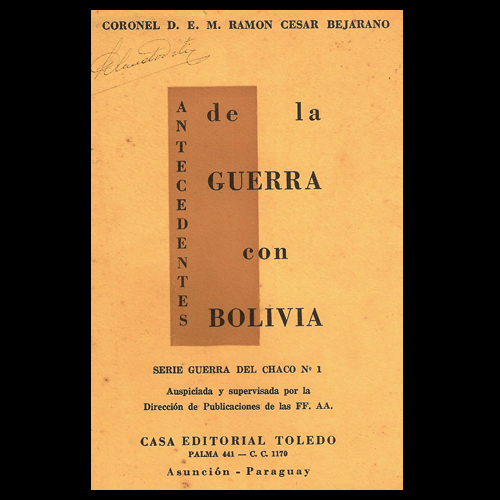 CORONEL D. E. M. RAMON CESAR BEJARANO
ANTECEDENTES
de la
GUERRA
con
BOLIVIA
SERIE GUERRA DEL CHACO Nº 1
Auspiciada y supervisada por la
Dirección de Publicaciones de las FF. AA.
CASA EDITORIAL TOLEDO
PALMA 441 — C. C. 1170
Asunción - Paraguay